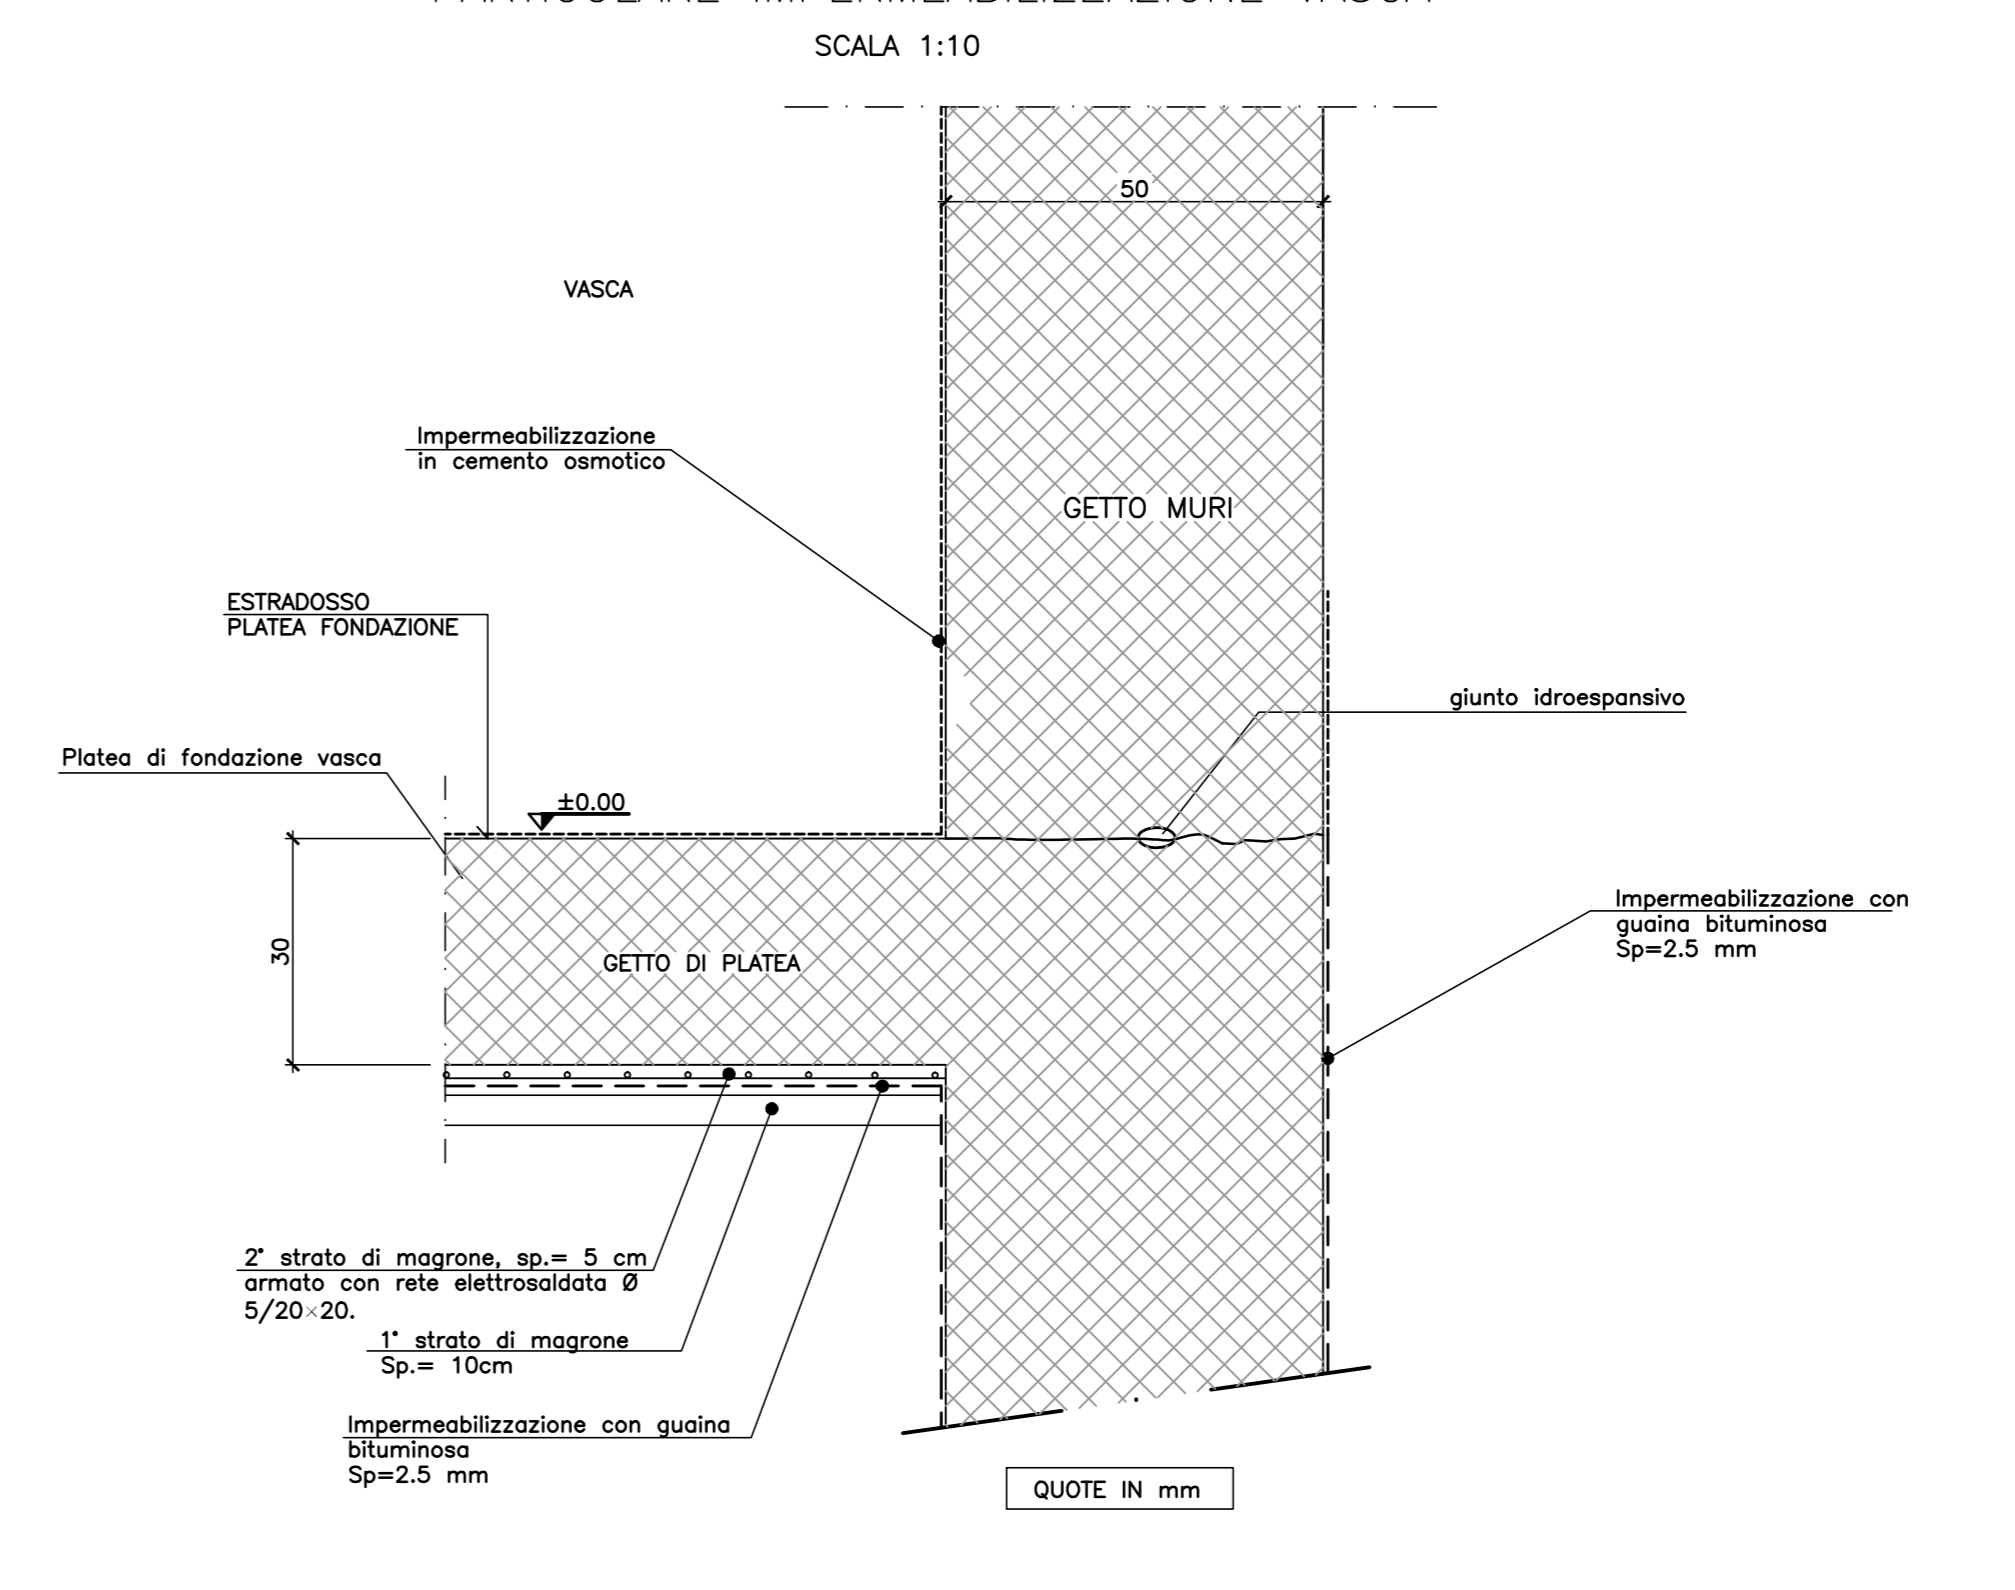 PARTICOLARE IMPERMEABILIZZAZIONE VASCA
SCALA 1:10
50
VASCA
Impermeabilizzazione
in cemento osmotico
GETTO MURI
ESTRADOSSO
PLATEA FONDAZIONE
giunto idroespansivo
Platea di fondazione vasca
±0.00
Impermeabilizzazione con
guaina bituminosa
Sp=2.5 mm
30
GETTO DI PLATEA
2° strato di magrone, sp.= 5 cm
armato con rete elettrosaldata Ø
5/20×20.
1° strato di magrone
Sp.= 10cm
Impermeabilizzazione con guaina
bituminosa
Sp=2.5 mm
QUOTE IN mm